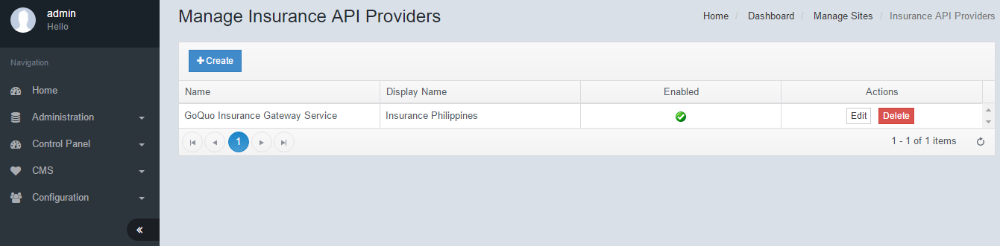 admin
Hello
Navigation
Home
Administration
Control Panel
CMS
Configuration
Manage Insurance API Providers
Home / Dashboard / Manage Sites / Insurance API Providers
Create
Name Display Name Enabled Actions
GoQuo Insurance Gateway Service Insurance Philippines Edit Delete
1 1 - 1 of 1 items